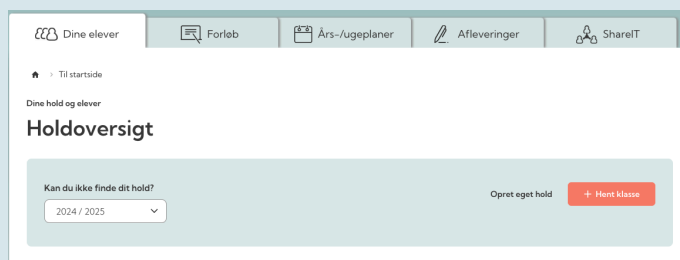 Dine elever
Forløb
Års-/ugeplaner
Afleveringer
ShareIT
Til startside
Dine hold og elever
Holdoversigt
Kan du ikke finde dit hold?
2024 / 2025
Opret eget hold
+ Hent klasse